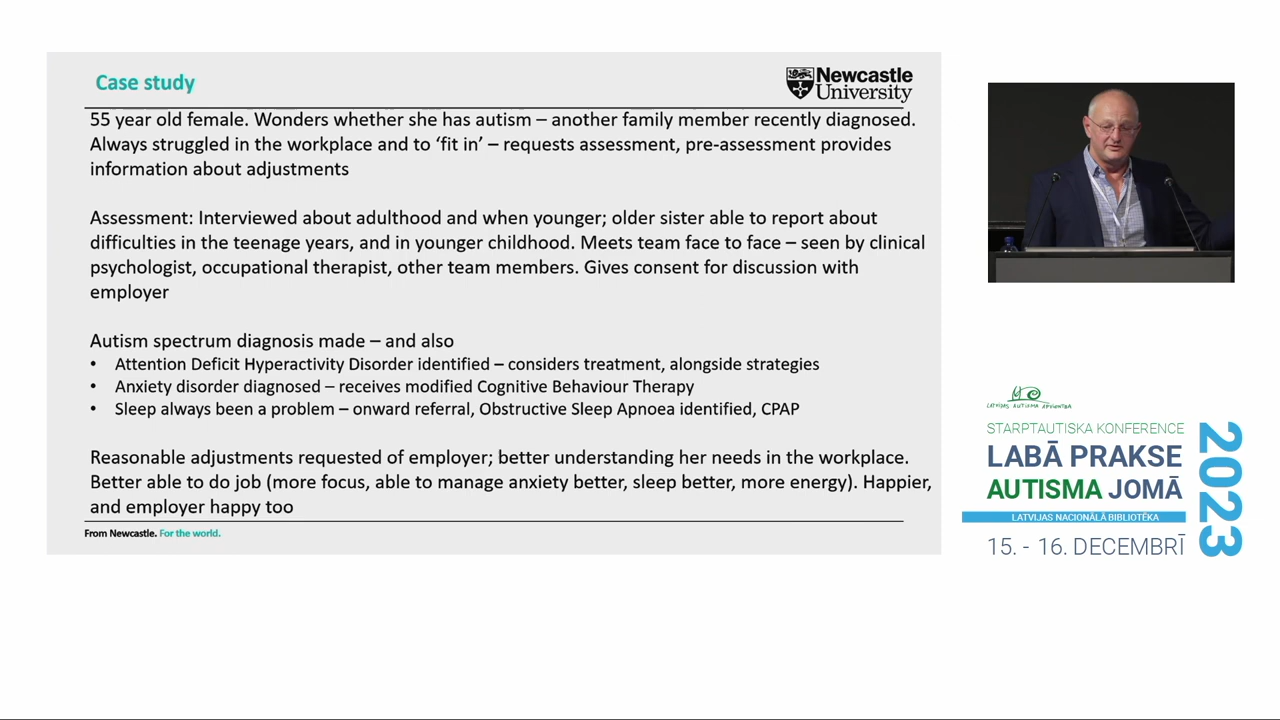 Case study
Newcastle
University
55 year old female. Wonders whether she has autism – another family member recently diagnosed.
Always struggled in the workplace and to ‘fit in’ – requests assessment, pre-assessment provides
information about adjustments
Assessment: Interviewed about adulthood and when younger; older sister able to report about
difficulties in the teenage years, and in younger childhood. Meets team face to face – seen by clinical
psychologist, occupational therapist, other team members. Gives consent for discussion with
employer
Autism spectrum diagnosis made – and also
• Attention Deficit Hyperactivity Disorder identified – considers treatment, alongside strategies
• Anxiety disorder diagnosed – receives modified Cognitive Behaviour Therapy
• Sleep always been a problem – onward referral, Obstructive Sleep Apnoea identified, CPAP
Reasonable adjustments requested of employer; better understanding her needs in the workplace.
Better able to do job (more focus, able to manage anxiety better, sleep better, more energy). Happier,
and employer happy too
From Newcastle. For the world.
LATVIJAS AUTISMA APVIENĪBA
STARPTAUTISKA KONFERENCE
LABĀ PRAKSE
AUTISMA JOMĀ
LATVIJAS NACIONĀLĀ BIBLIOTĒKA
15. - 16. DECEMBRĪ
2023